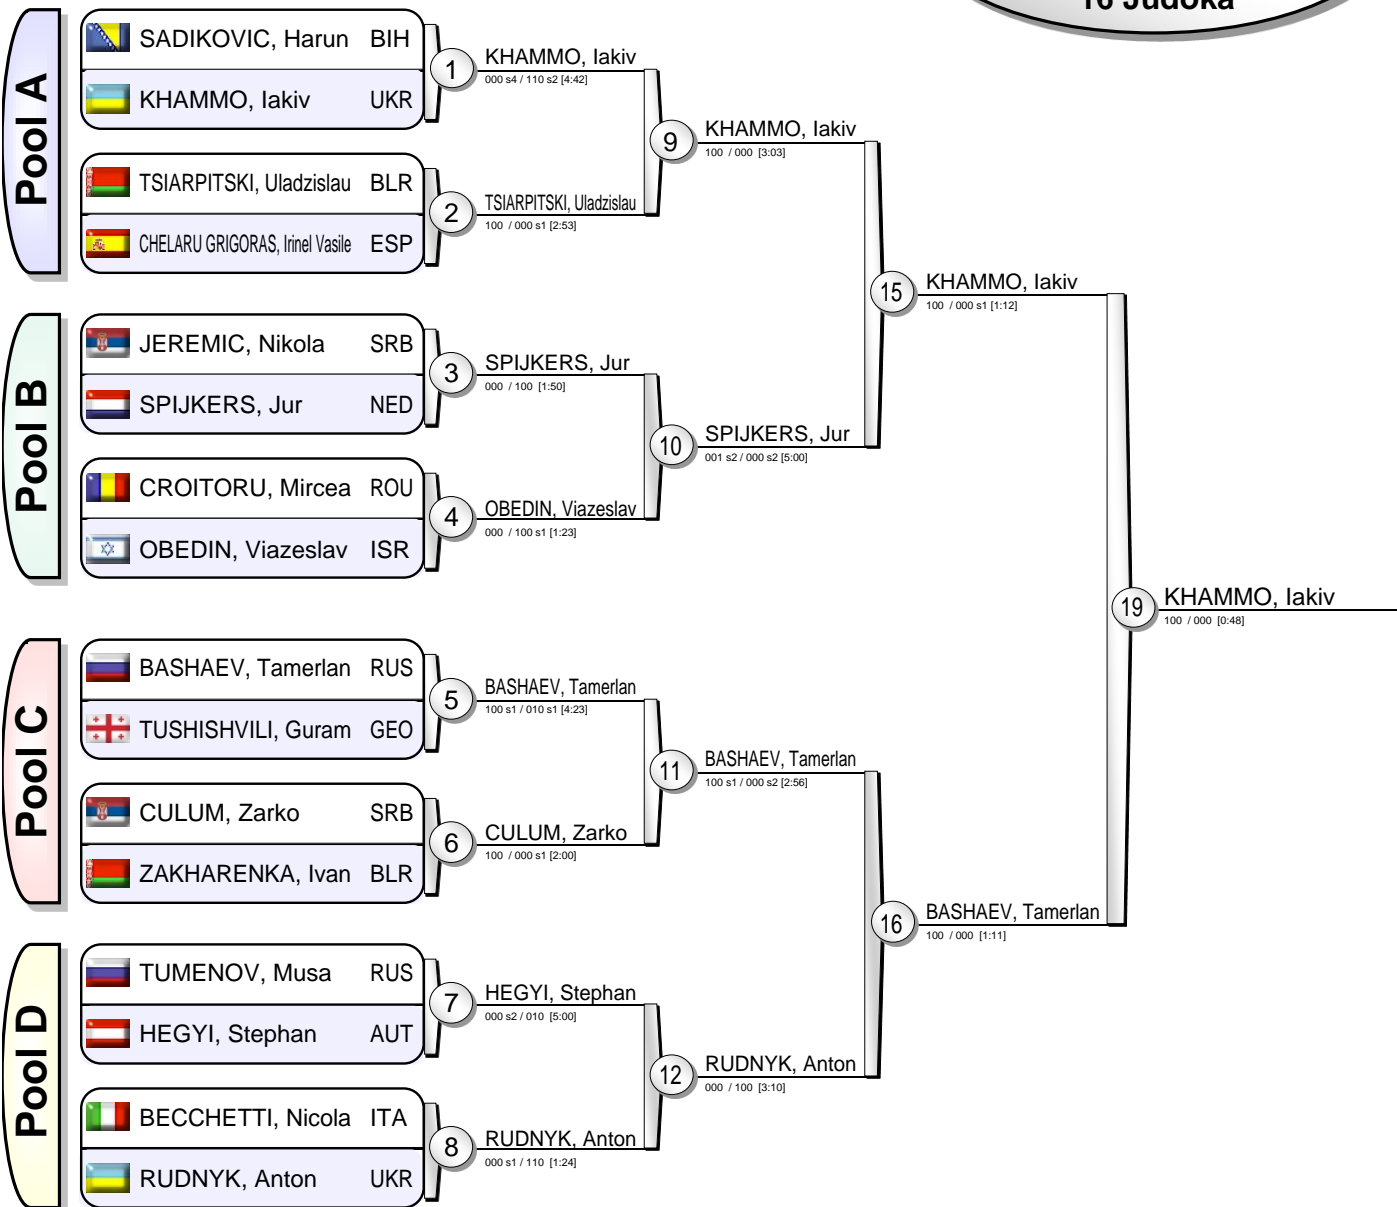 16 Judoka
Pool A
SADIKOVIC, Harun BIH
KHAMMO, Iakiv UKR
1
KHAMMO, Iakiv
000 s4 / 110 s2 [4:42]
TSIARPITSKI, Uladzislau BLR
CHELARU GRIGORAS, Irinel Vasile ESP
2
TSIARPITSKI, Uladzislau
100 / 000 s1 [2:53]
9
KHAMMO, Iakiv
100 / 000 [3:03]
Pool B
JEREMIC, Nikola SRB
SPIJKERS, Jur NED
3
SPIJKERS, Jur
000 / 100 [1:50]
CROITORU, Mircea ROU
OBEDIN, Viazeslav ISR
4
OBEDIN, Viazeslav
000 / 100 s1 [1:23]
10
SPIJKERS, Jur
001 s2 / 000 s2 [5:00]
15
KHAMMO, Iakiv
100 / 000 s1 [1:12]
Pool C
BASHAEV, Tamerlan RUS
TUSHISHVILI, Guram GEO
5
BASHAEV, Tamerlan
100 s1 / 010 s1 [4:23]
CULUM, Zarko SRB
ZAKHARENKA, Ivan BLR
6
CULUM, Zarko
100 / 000 s1 [2:00]
11
BASHAEV, Tamerlan
100 s1 / 000 s2 [2:56]
Pool D
TUMENOV, Musa RUS
HEGYI, Stephan AUT
7
HEGYI, Stephan
000 s2 / 010 [5:00]
BECCHETTI, Nicola ITA
RUDNYK, Anton UKR
8
RUDNYK, Anton
000 s1 / 110 [1:24]
12
RUDNYK, Anton
000 / 100 [3:10]
16
BASHAEV, Tamerlan
100 / 000 [1:11]
19
KHAMMO, Iakiv
100 / 000 [0:48]